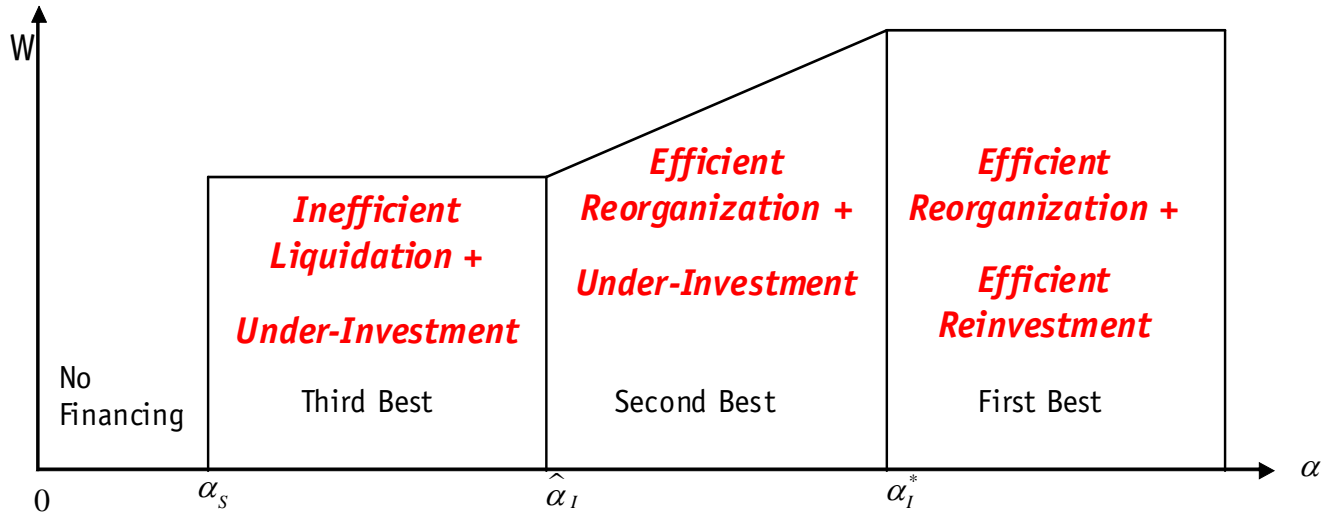 W
Inefficient
Liquidation +
Under-Investment
Efficient
Reorganization +
Under-Investment
Efficient
Reorganization +
Efficient
Reinvestment
No
Financing
Third Best
Second Best
First Best
0
α_S
α̂_I
α_I^*
α